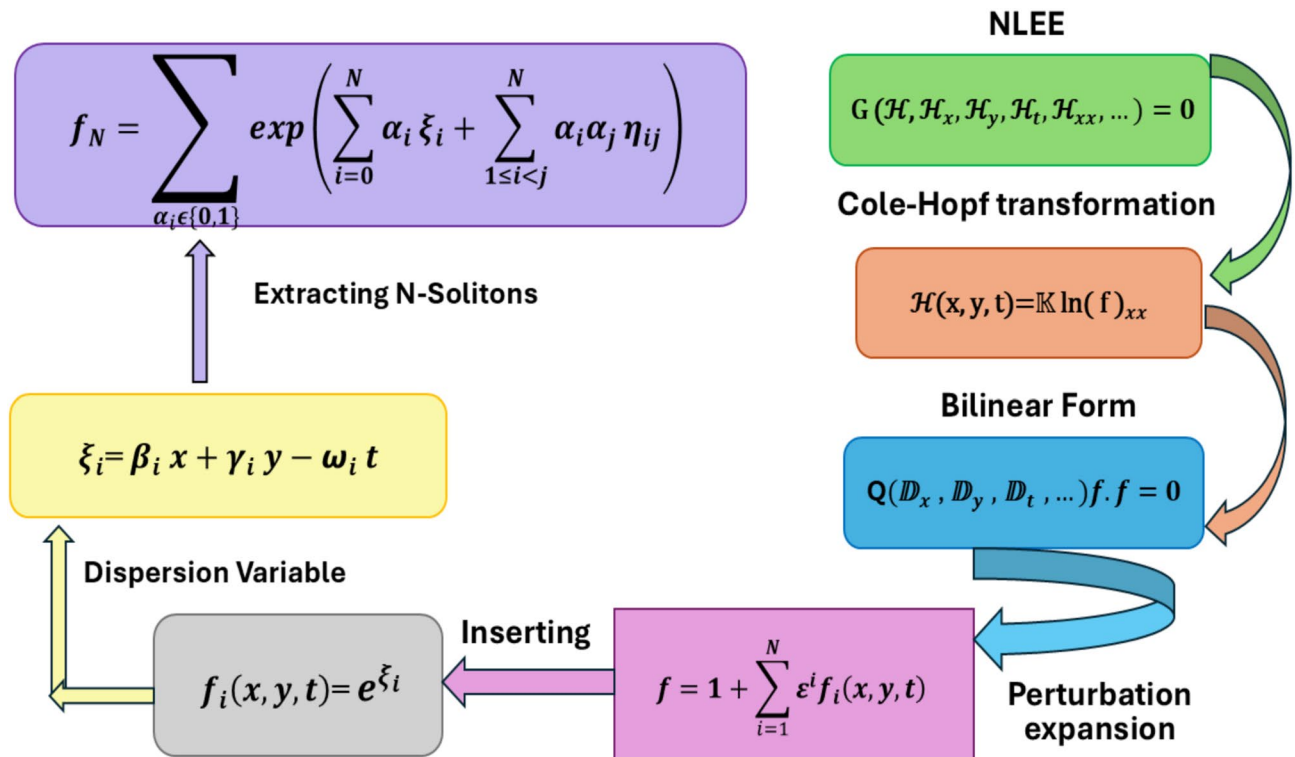 NLEE
G(ℋ, ℋₓ, ℋ_y, ℋ_t, ℋ_xx, ...) = 0
Cole-Hopf transformation
ℋ(x, y, t)=𝕂 ln( f )_xx
Bilinear Form
Q(𝔻_x , 𝔻_y , 𝔻_t , ...)f. f = 0
Perturbation
expansion
f = 1 + ∑_{i=1}^{N} ε^i f_i(x, y, t)
Inserting
f_i(x, y, t)= e^{ξ_i}
Dispersion Variable
ξ_i= β_i x + γ_i y − ω_i t
Extracting N-Solitons
f_N = ∑_{α_i ϵ{0,1}} exp(∑_{i=0}^{N} α_i ξ_i + ∑_{1≤i<j}^{N} α_i α_j η_ij)